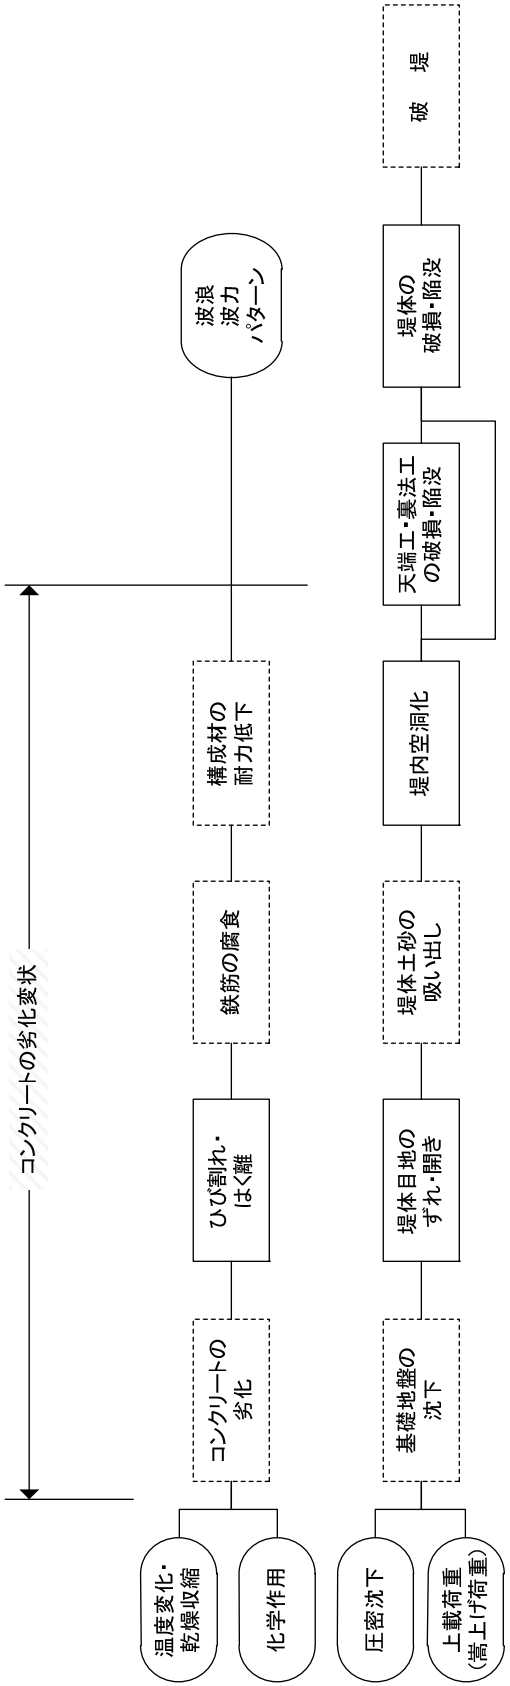 コンクリートの劣化変状
温度変化・
乾燥収縮
化学作用
コンクリートの
劣化
ひび割れ・
はく離
鉄筋の腐食
構成材の
耐力低下
波浪
波力
パターン
圧密沈下
上載荷重
(嵩上げ荷重)
基礎地盤の
沈下
堤体目地の
ずれ・開き
堤体土砂の
吸い出し
堤内空洞化
天端工・裏法工
の破損・陥没
堤体の
破損・陥没
破　堤